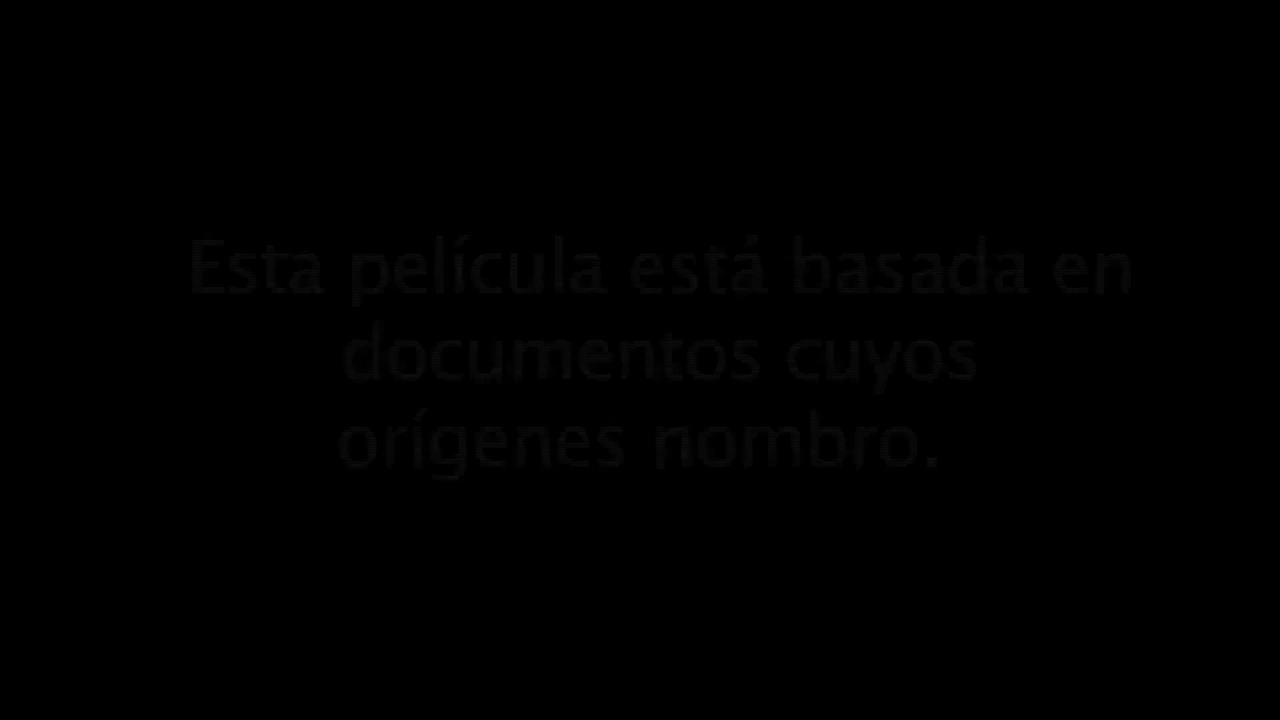 Esta película está basada en
documentos cuyos
orígenes nombro.